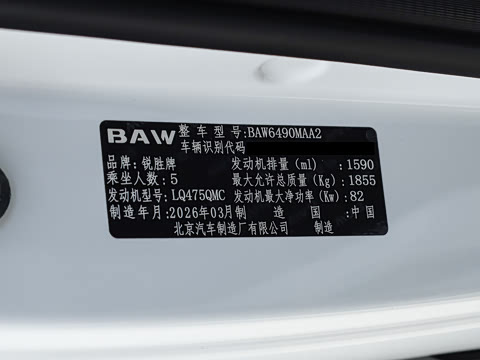 BAW 整车型号:BAW6490MAA2
车辆识别代码
品牌:锐胜牌 发动机排量(ml):1590
乘坐人数:5 最大允许总质量(Kg):1855
发动机型号:LQ475QMC 发动机最大净功率(Kw):82
制造年月:2026年03月 制造国:中国
北京汽车制造厂有限公司 制造